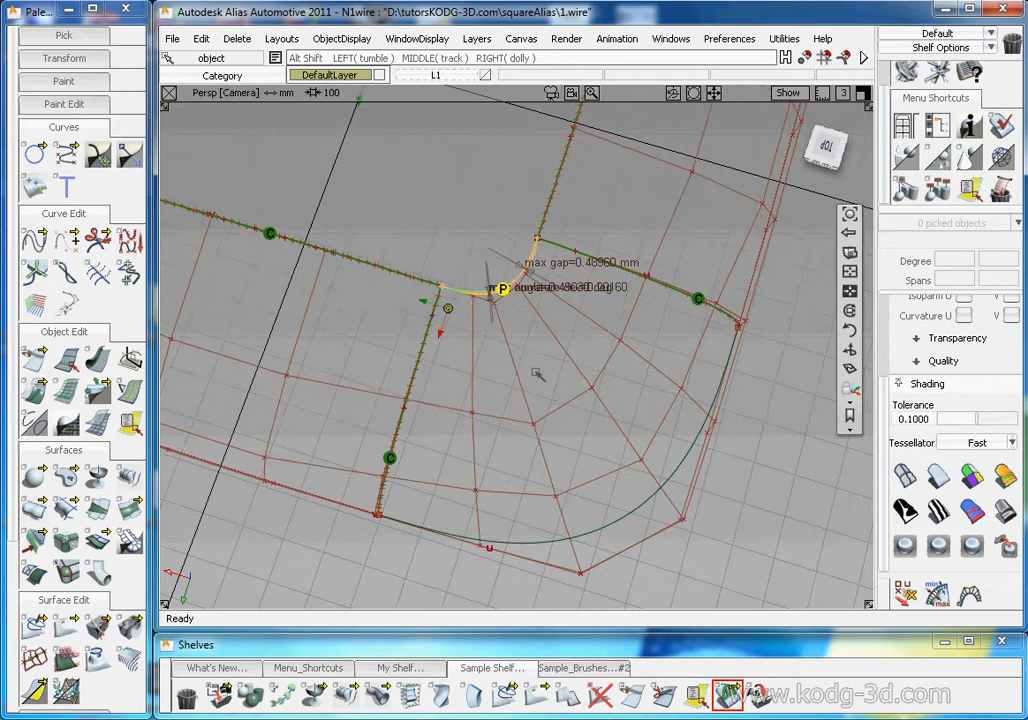 Pale...
Autodesk Alias Automotive 2011 - N1wire : "D:\tutorsKODG-3D.com\squareAlias\1.wire"
Default
Shelf Options
Pick
File Edit Delete Layouts ObjectDisplay WindowDisplay Layers Canvas Render Animation Windows Preferences Utilities Help
Transform
object
Alt Shift LEFT( tumble ) MIDDLE( track ) RIGHT( dolly )
Paint
Category
DefaultLayer
L1
Paint Edit
Persp [Camera]
mm
100
Show
3
Menu Shortcuts
Curves
TOP
Curve Edit
0 picked objects
C
max gap=0.48960 mm
Degree
Spans
P
C
Curvature U
V
Object Edit
Transparency
Quality
Shading
Tolerance
0.1000
Tessellator
Fast
Surfaces
C
U
Surface Edit
Ready
Shelves
What's New...
Menu_Shortcuts
My Shelf...
Sample Shelf...
Sample_Brushes...#2
www.kodg-3d.com